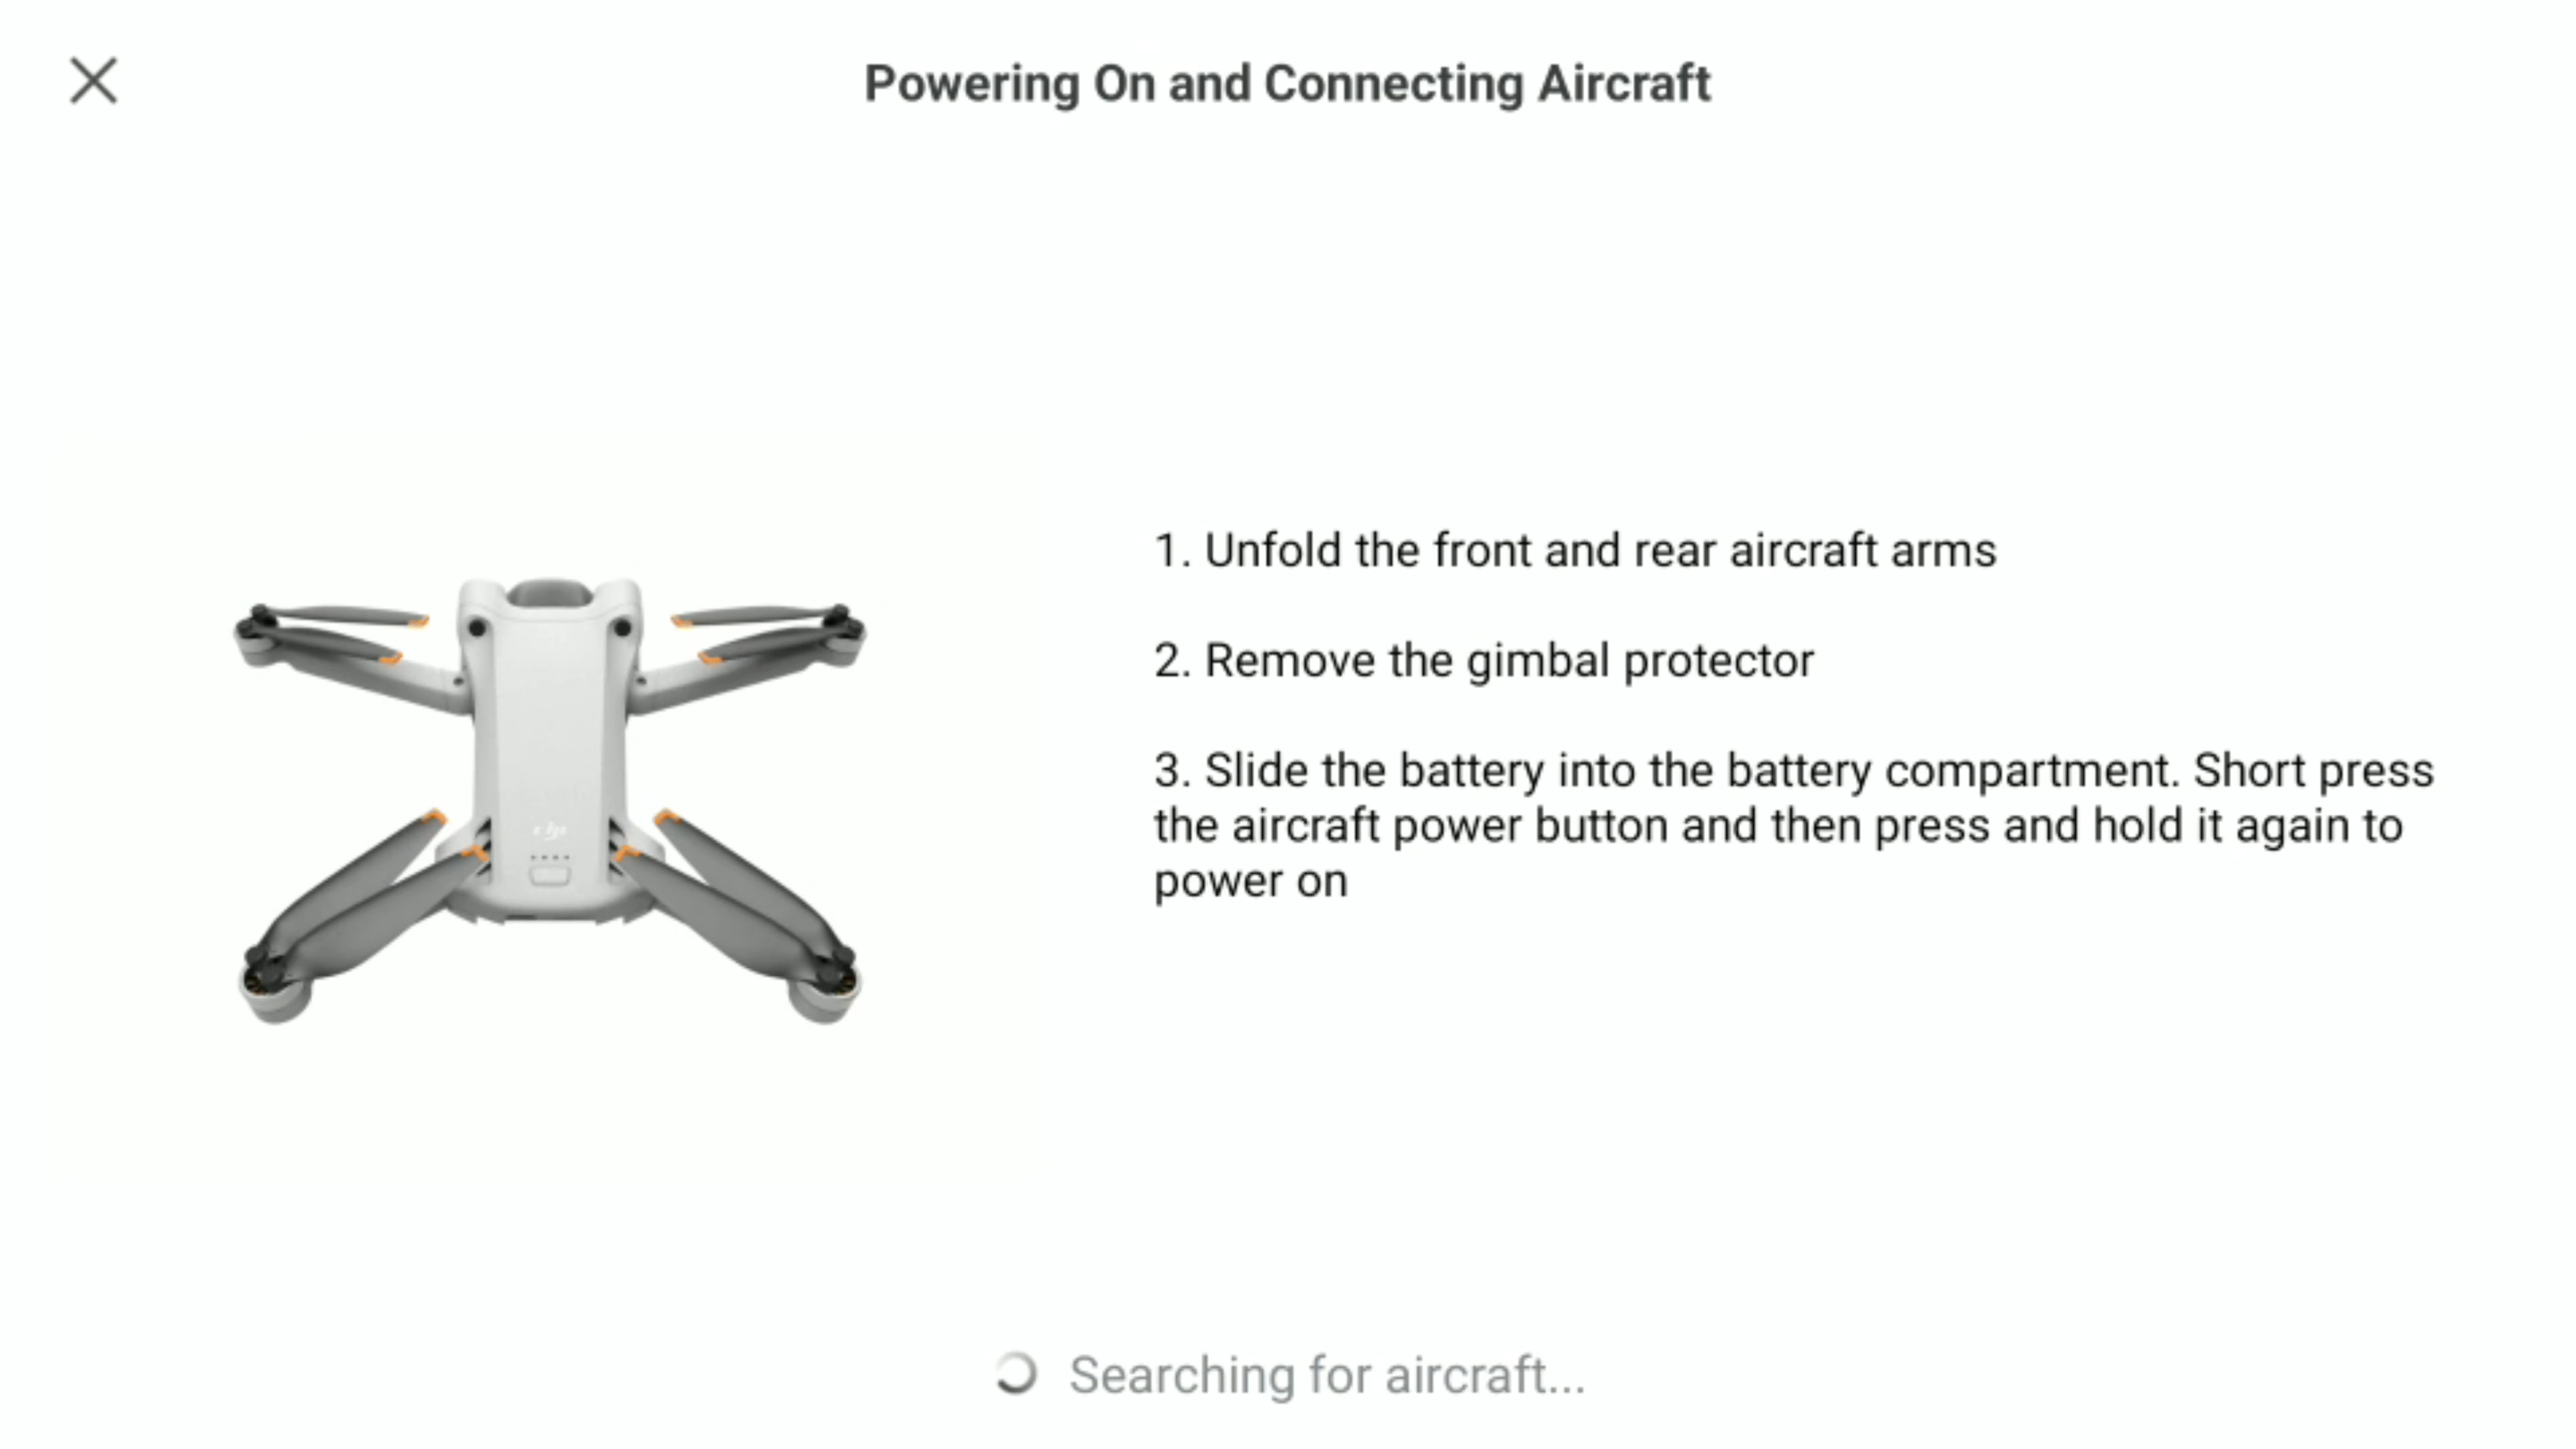 Powering On and Connecting Aircraft
1. Unfold the front and rear aircraft arms
2. Remove the gimbal protector
3. Slide the battery into the battery compartment. Short press
the aircraft power button and then press and hold it again to
power on
dji
Searching for aircraft...